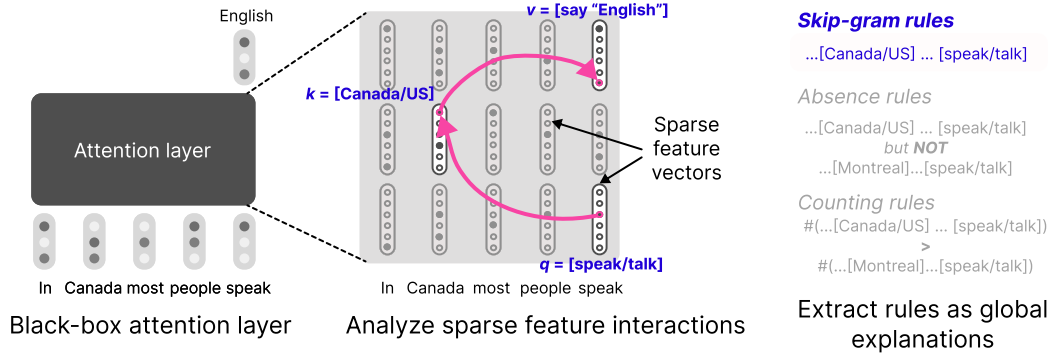 English
Attention layer
In Canada most people speak
Black-box attention layer
v = [say “English”]
k = [Canada/US]
Sparse
feature
vectors
q = [speak/talk]
In Canada most people speak
Analyze sparse feature interactions
Skip-gram rules
...[Canada/US] ... [speak/talk]
Absence rules
...[Canada/US] ... [speak/talk]
but NOT
...[Montreal]...[speak/talk]
Counting rules
#(...[Canada/US] ... [speak/talk])
>
#(...[Montreal]...[speak/talk])
Extract rules as global
explanations